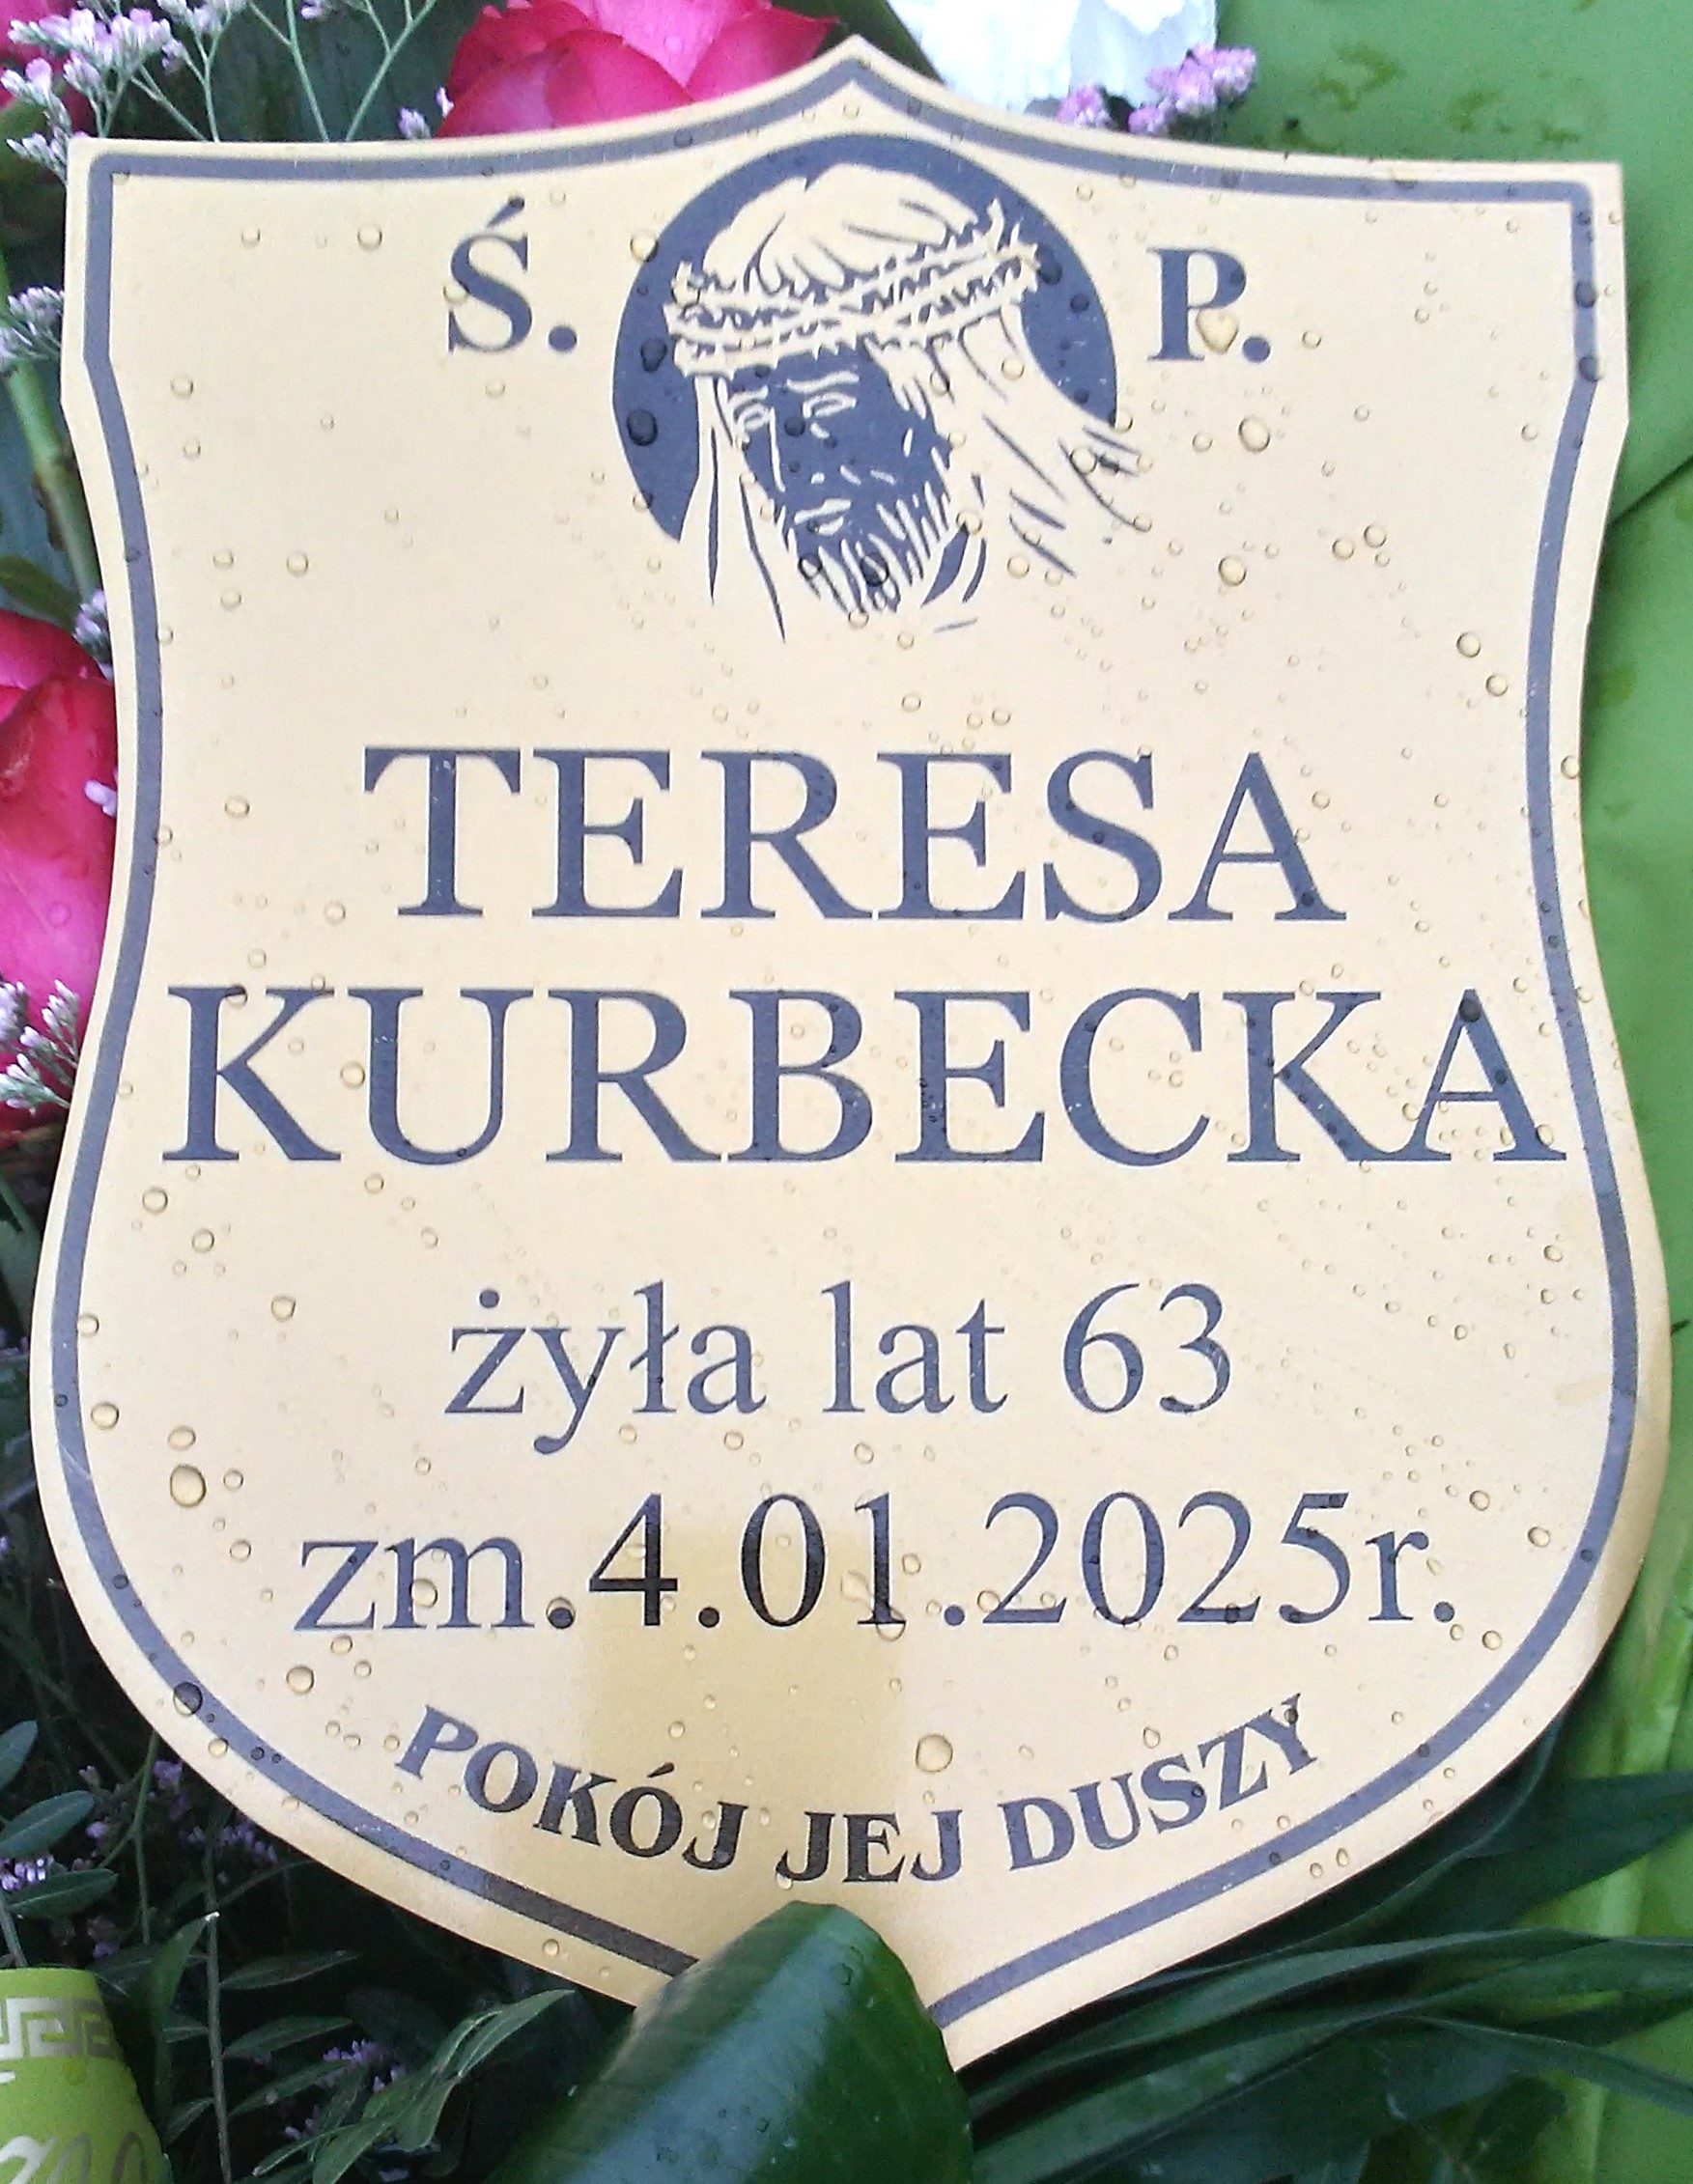 Ś. P.
TERESA
KURBECKA
żyła lat 63
zm.4.01.2025r.
POKÓJ JEJ DUSZY